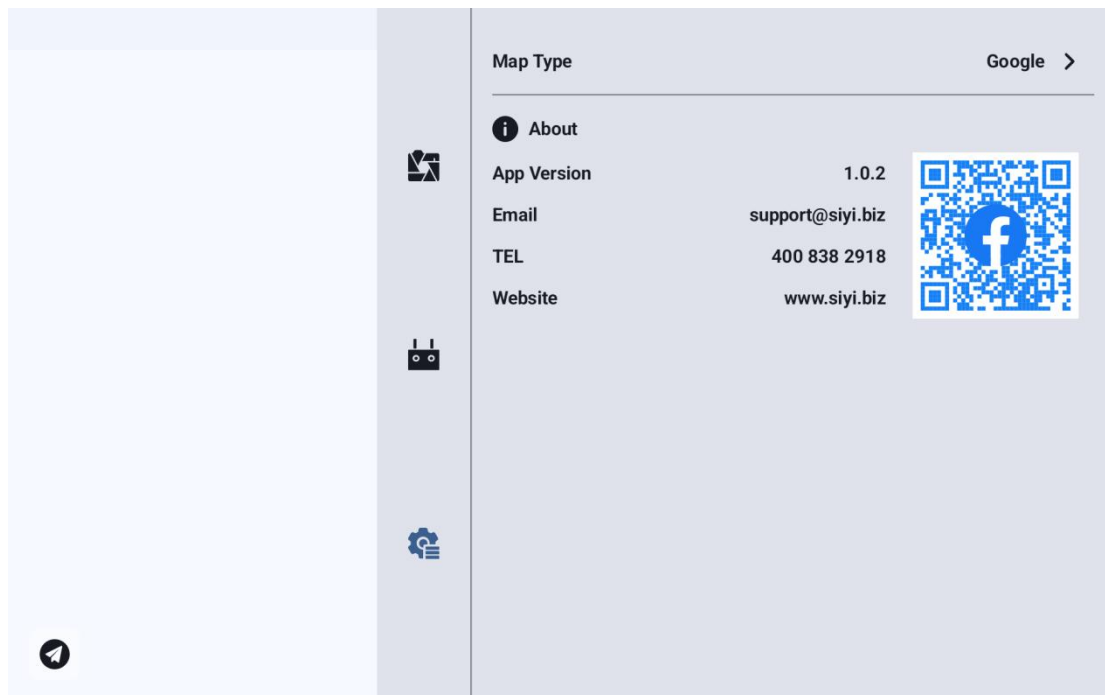 Map Type Google
About
App Version 1.0.2
Email support@siyi.biz
TEL 400 838 2918
Website www.siyi.biz